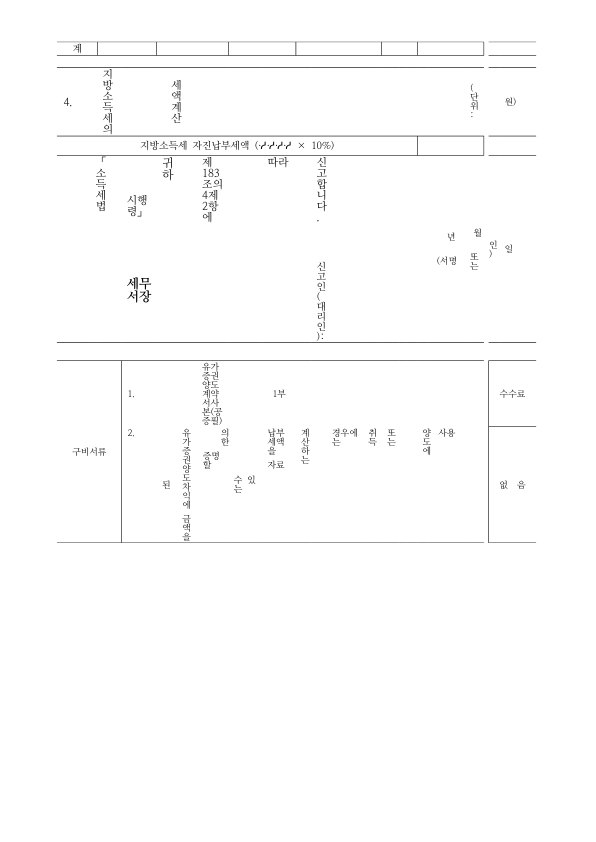 계
4. 지방소득세의 세액계산 (단위: 원)
지방소득세 자진납부세액 ( × 10%)
「소득세법 시행령」 제183조의4제2항에 따라 신고합니다.
년 월 일
신고인(대리인): (서명 또는 인)
세무서장 귀하
구비서류
1. 유가증권양도계약서사본(공증필) 1부
2. 유가증권양도차익에 의한 납부세액을 계산하는 경우에는 취득 또는 양도에 사용된 금액을 증명할 수 있는 자료
수수료
없 음